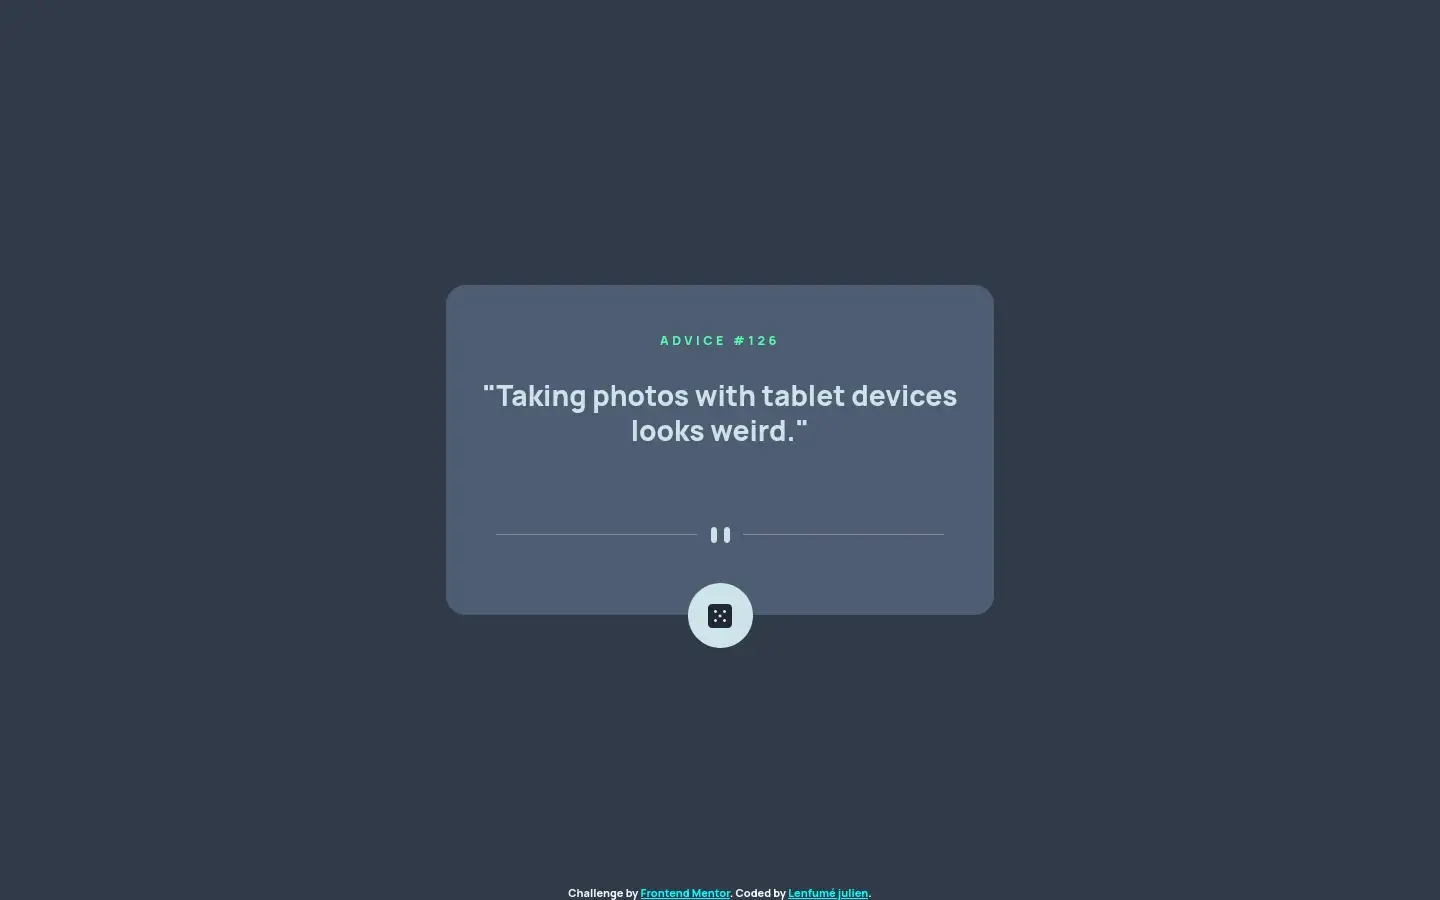 ADVICE #126
"Taking photos with tablet devices
looks weird."
Challenge by Frontend Mentor. Coded by Lenfumé julien.